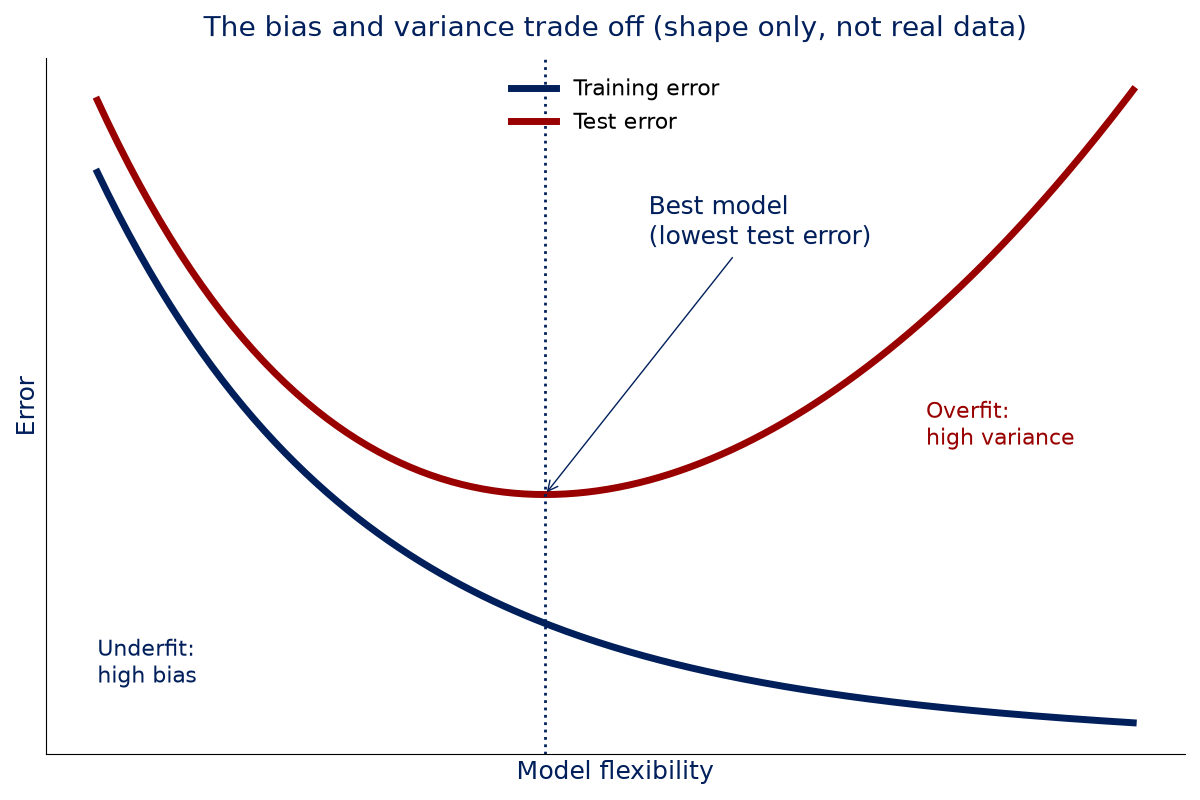 The bias and variance trade off (shape only, not real data)
Training error
Test error
Best model
(lowest test error)
Error
Overfit:
high variance
Underfit:
high bias
Model flexibility